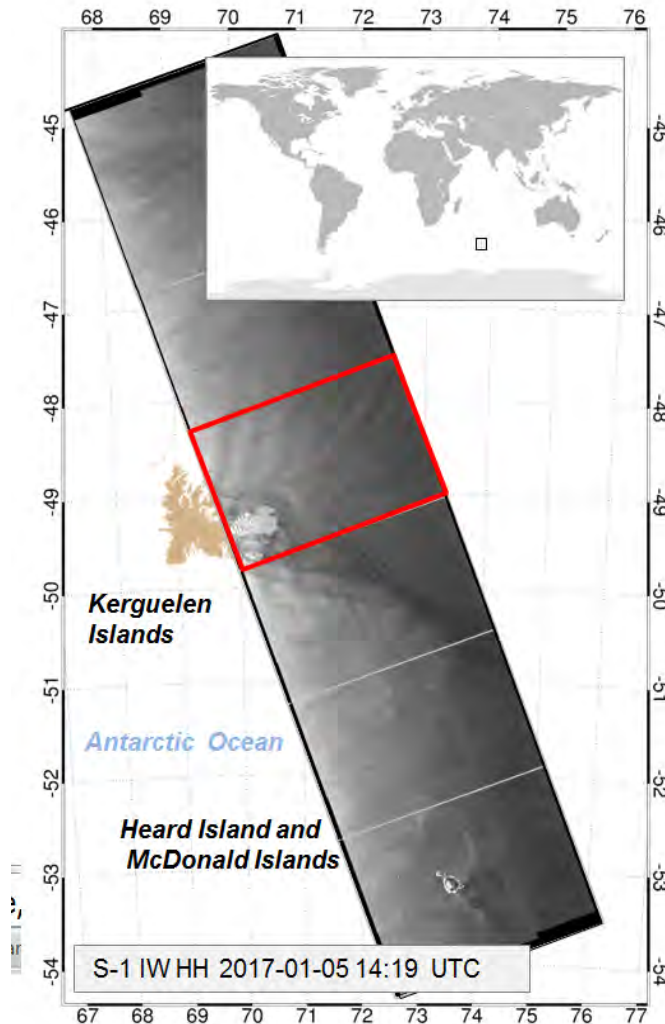 68 69 70 71 72 73 74 75 76
-45 -45
-46 -46
-47 -47
-48 -48
-49 -49
-50 -50
Kerguelen
Islands
-51 -51
Antarctic Ocean
-52 -52
Heard Island and
McDonald Islands
-53 -53
S-1 IW HH 2017-01-05 14:19 UTC
-54 -54
67 68 69 70 71 72 73 74 75 76 77